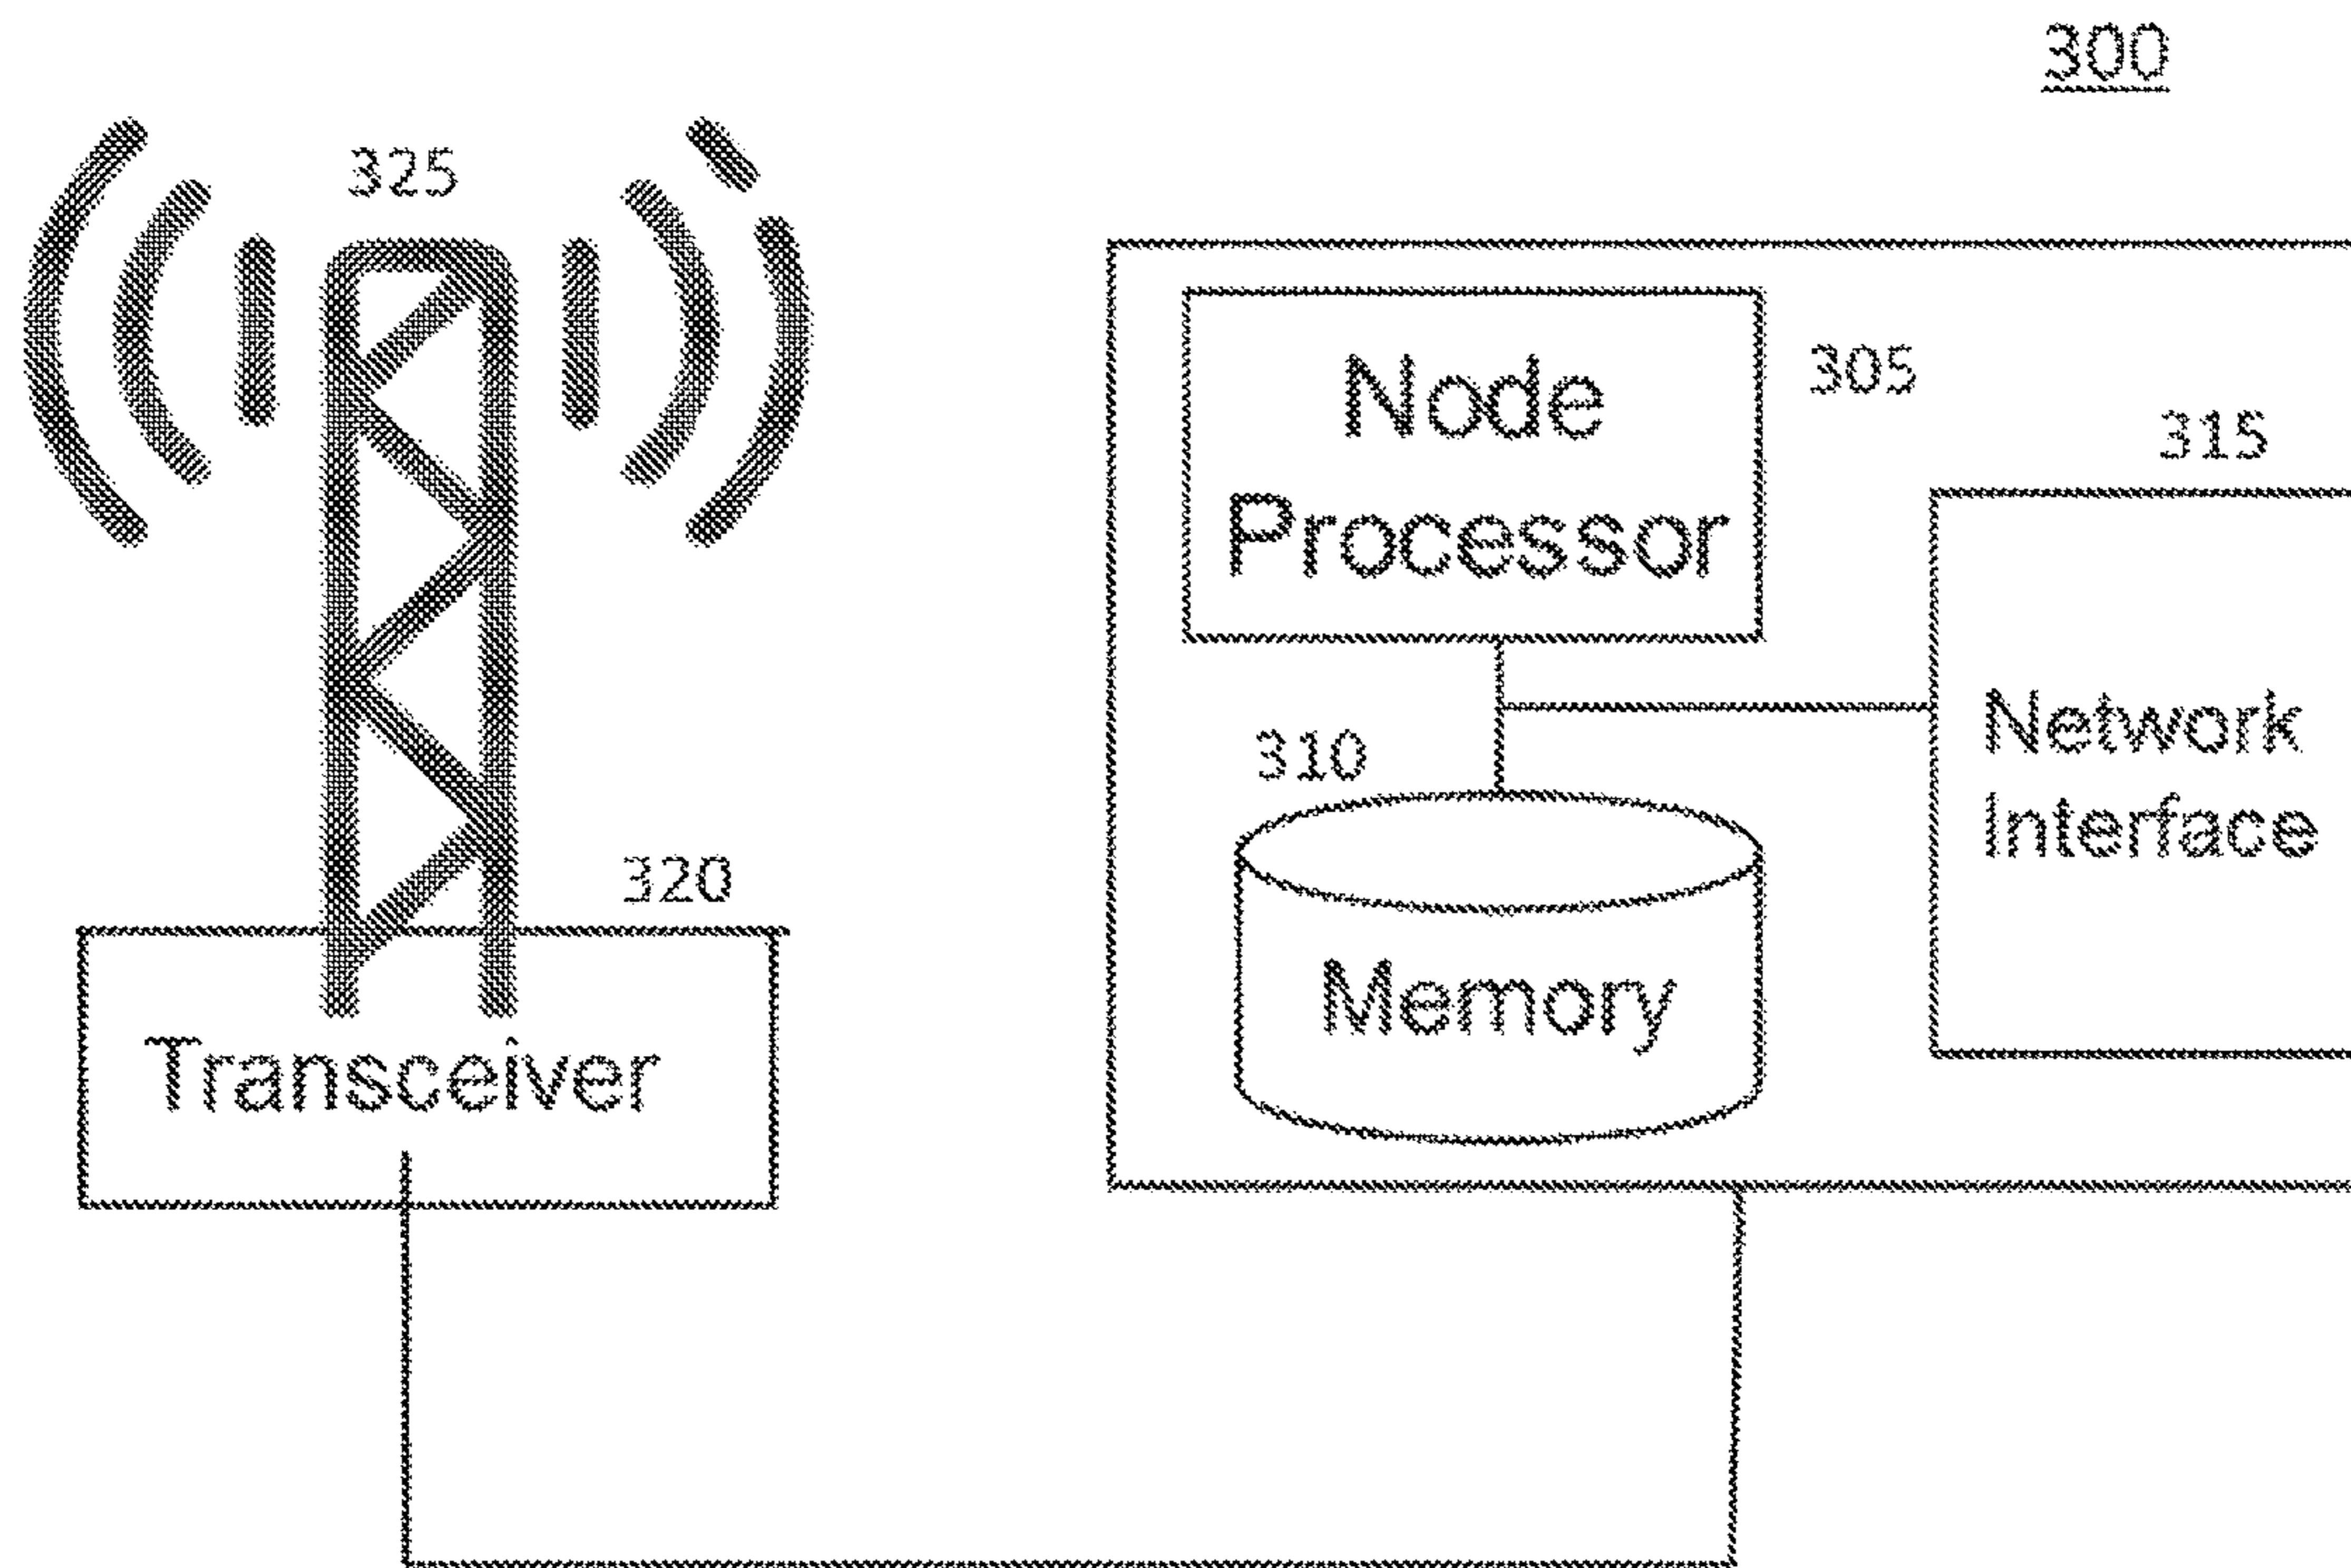 300
325
305
Node
Processor
315
Network
Interface
310
Memory
320
Transceiver